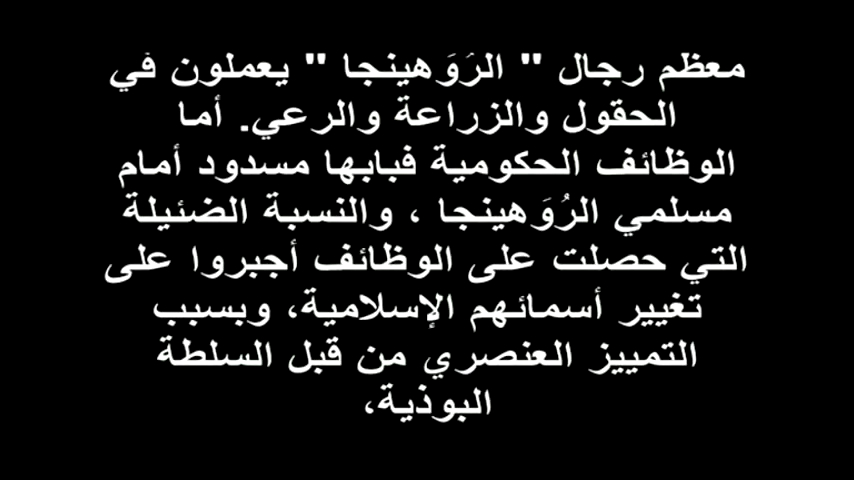 معظم رجال " الرُوَهينجا " يعملون في
الحقول والزراعة والرعي. أما
الوظائف الحكومية فبابها مسدود أمام
مسلمي الرُوَهينجا ، والنسبة الضئيلة
التي حصلت على الوظائف أجبروا على
تغيير أسمائهم الإسلامية، وبسبب
التمييز العنصري من قبل السلطة
البوذية،